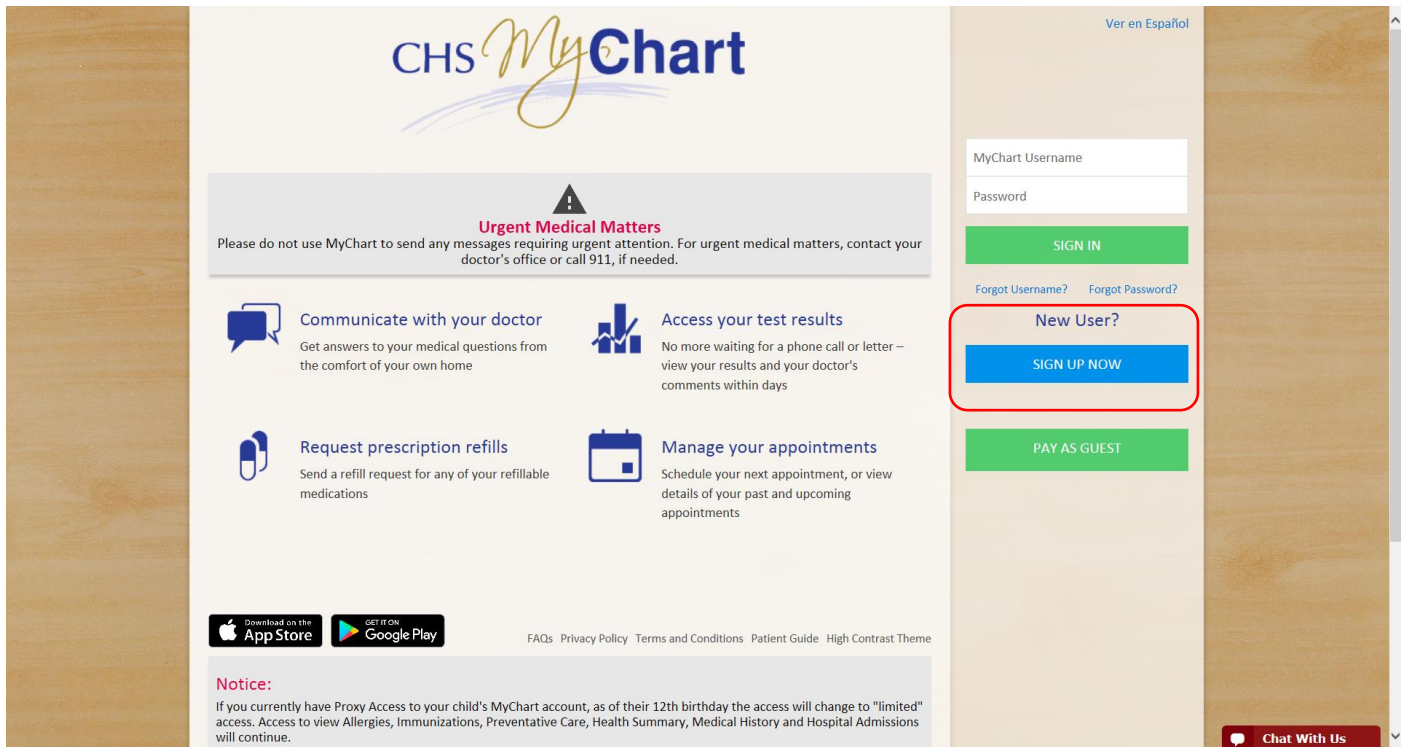 CHS MyChart
Ver en Español
MyChart Username
Password
SIGN IN
Forgot Username? Forgot Password?
New User?
SIGN UP NOW
PAY AS GUEST
Urgent Medical Matters
Please do not use MyChart to send any messages requiring urgent attention. For urgent medical matters, contact your
doctor's office or call 911, if needed.
Communicate with your doctor
Get answers to your medical questions from
the comfort of your own home
Access your test results
No more waiting for a phone call or letter –
view your results and your doctor's
comments within days
Request prescription refills
Send a refill request for any of your refillable
medications
Manage your appointments
Schedule your next appointment, or view
details of your past and upcoming
appointments
Download on the
App Store
GET IT ON
Google Play
FAQs Privacy Policy Terms and Conditions Patient Guide High Contrast Theme
Notice:
If you currently have Proxy Access to your child's MyChart account, as of their 12th birthday the access will change to "limited"
access. Access to view Allergies, Immunizations, Preventative Care, Health Summary, Medical History and Hospital Admissions
will continue.
Chat With Us